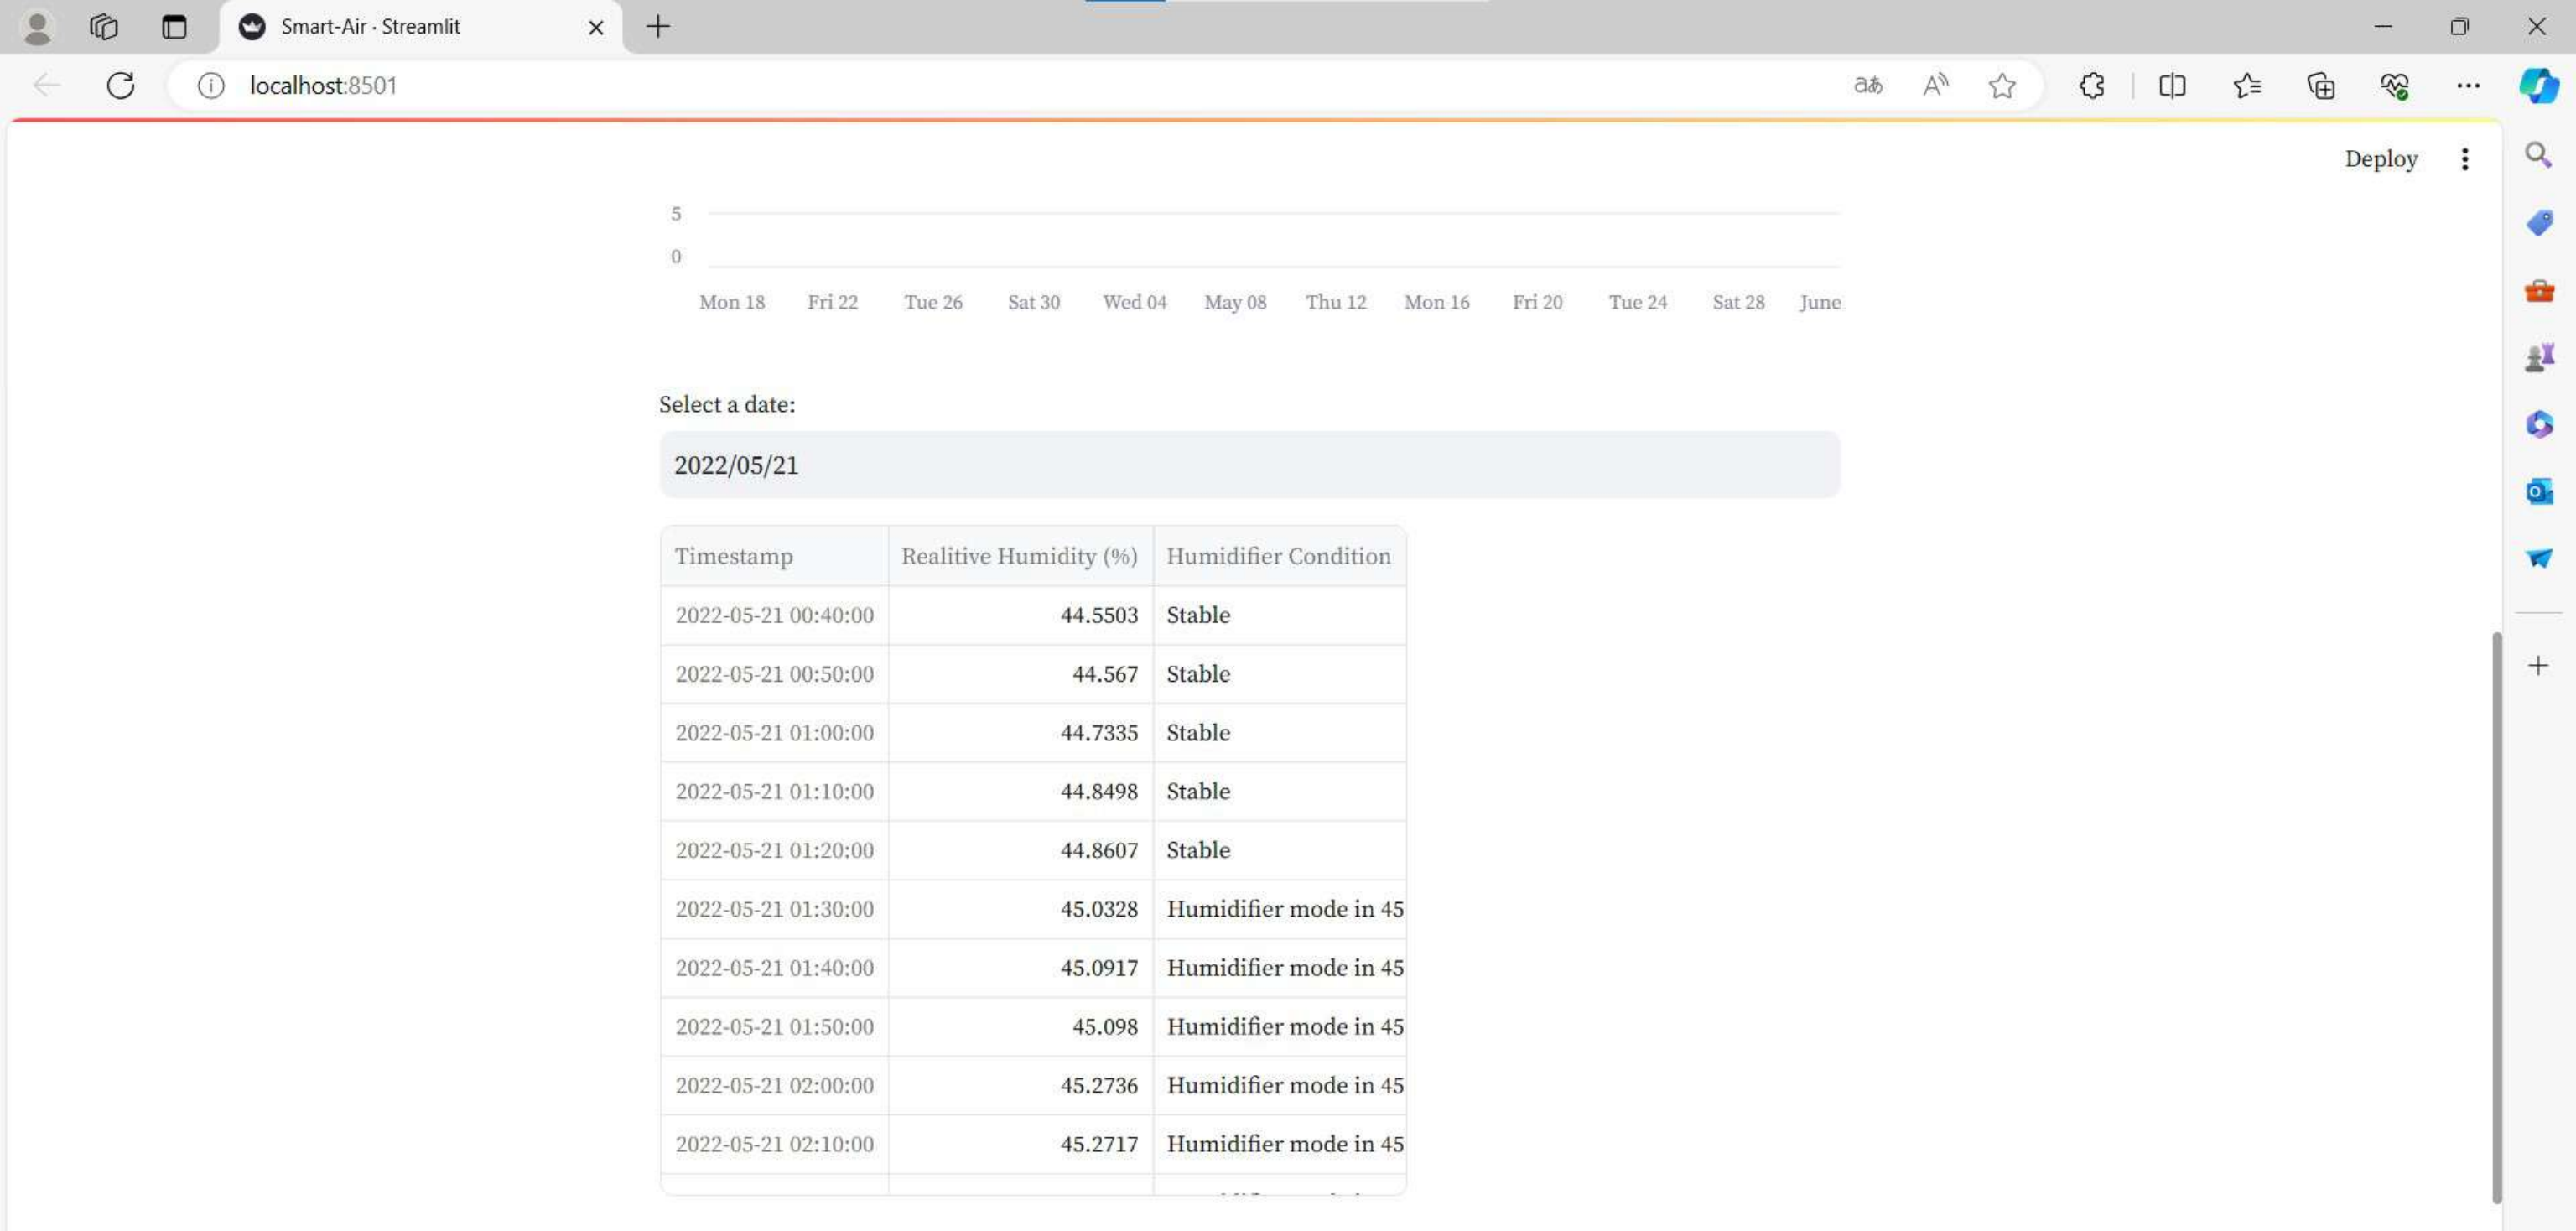 Smart-Air · Streamlit
localhost:8501
aあ A
Deploy
5
0
Mon 18 Fri 22 Tue 26 Sat 30 Wed 04 May 08 Thu 12 Mon 16 Fri 20 Tue 24 Sat 28 June
Select a date:
2022/05/21
Timestamp Realitive Humidity (%) Humidifier Condition
2022-05-21 00:40:00 44.5503 Stable
2022-05-21 00:50:00 44.567 Stable
2022-05-21 01:00:00 44.7335 Stable
2022-05-21 01:10:00 44.8498 Stable
2022-05-21 01:20:00 44.8607 Stable
2022-05-21 01:30:00 45.0328 Humidifier mode in 45
2022-05-21 01:40:00 45.0917 Humidifier mode in 45
2022-05-21 01:50:00 45.098 Humidifier mode in 45
2022-05-21 02:00:00 45.2736 Humidifier mode in 45
2022-05-21 02:10:00 45.2717 Humidifier mode in 45